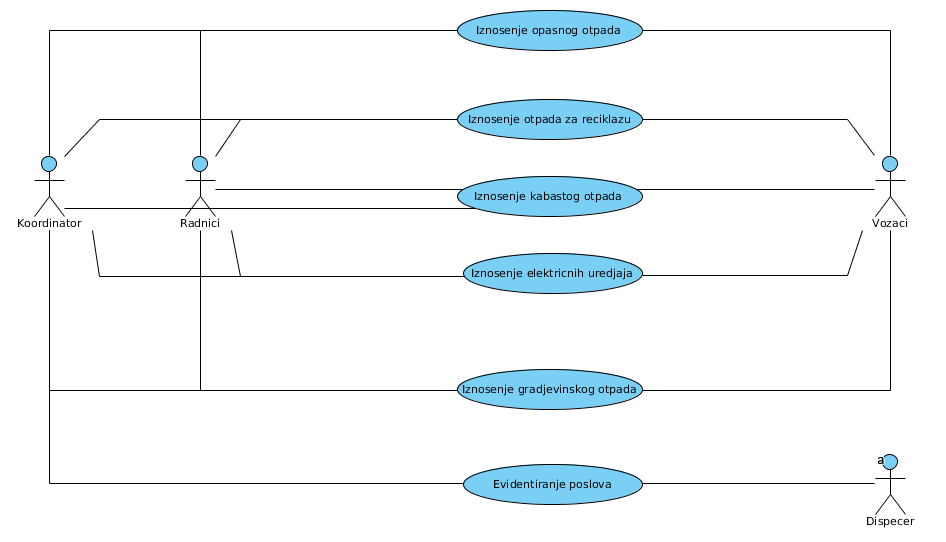 Iznosenje opasnog otpada
Iznosenje otpada za reciklazu
Iznosenje kabastog otpada
Koordinator
Radnici
Vozaci
Iznosenje elektricnih uredjaja
Iznosenje gradjevinskog otpada
a
Evidentiranje poslova
Dispecer